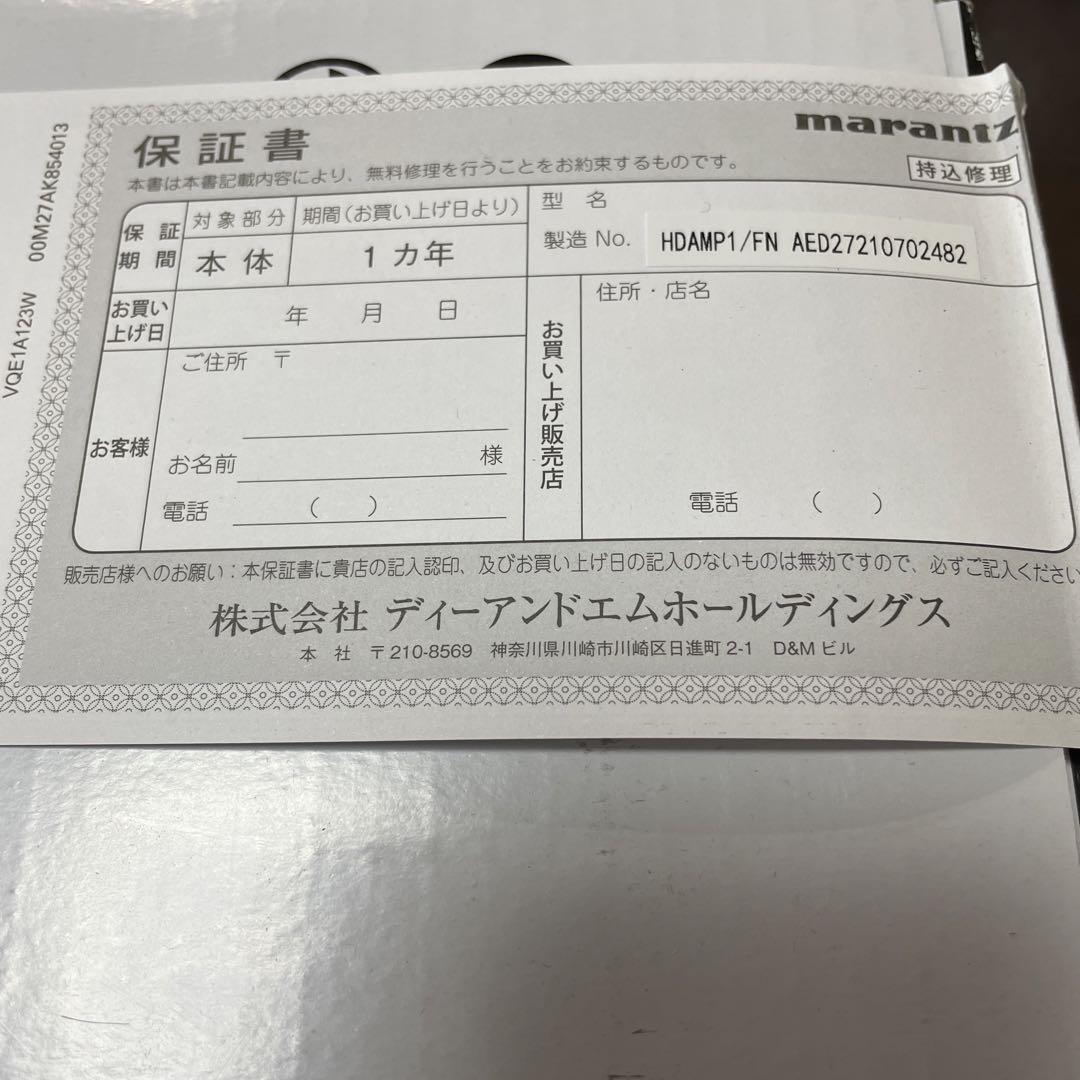 marantz
保証書
本書は本書記載内容により、無料修理を行うことをお約束するものです。
持込修理
保証期間
対象部分
期間（お買い上げ日より）
本体
1カ年
型名
製造 No.
HDAMP1/FN AED27210702482
お買い上げ日
年 月 日
お客様
ご住所 〒
お名前 様
電話 （ ）
お買い上げ販売店
住所・店名
電話 （ ）
販売店様へのお願い：本保証書に貴店の記入認印、及びお買い上げ日の記入のないものは無効ですので、必ずご記入ください
株式会社 ディーアンドエムホールディングス
本 社 〒210-8569 神奈川県川崎市川崎区日進町2-1 D&Mビル
VQE1A123W 00M27AK854013